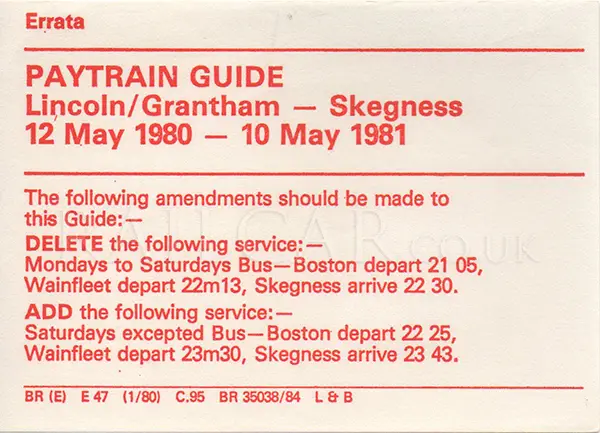 Errata
PAYTRAIN GUIDE
Lincoln/Grantham — Skegness
12 May 1980 — 10 May 1981
The following amendments should be made to
this Guide:—
DELETE the following service:—
Mondays to Saturdays Bus—Boston depart 21 05,
Wainfleet depart 22m13, Skegness arrive 22 30.
ADD the following service:—
Saturdays excepted Bus—Boston depart 22 25,
Wainfleet depart 23m30, Skegness arrive 23 43.
BR (E) E 47 (1/80) C.95 BR 35038/84 L & B
RAILCAR.co.uk